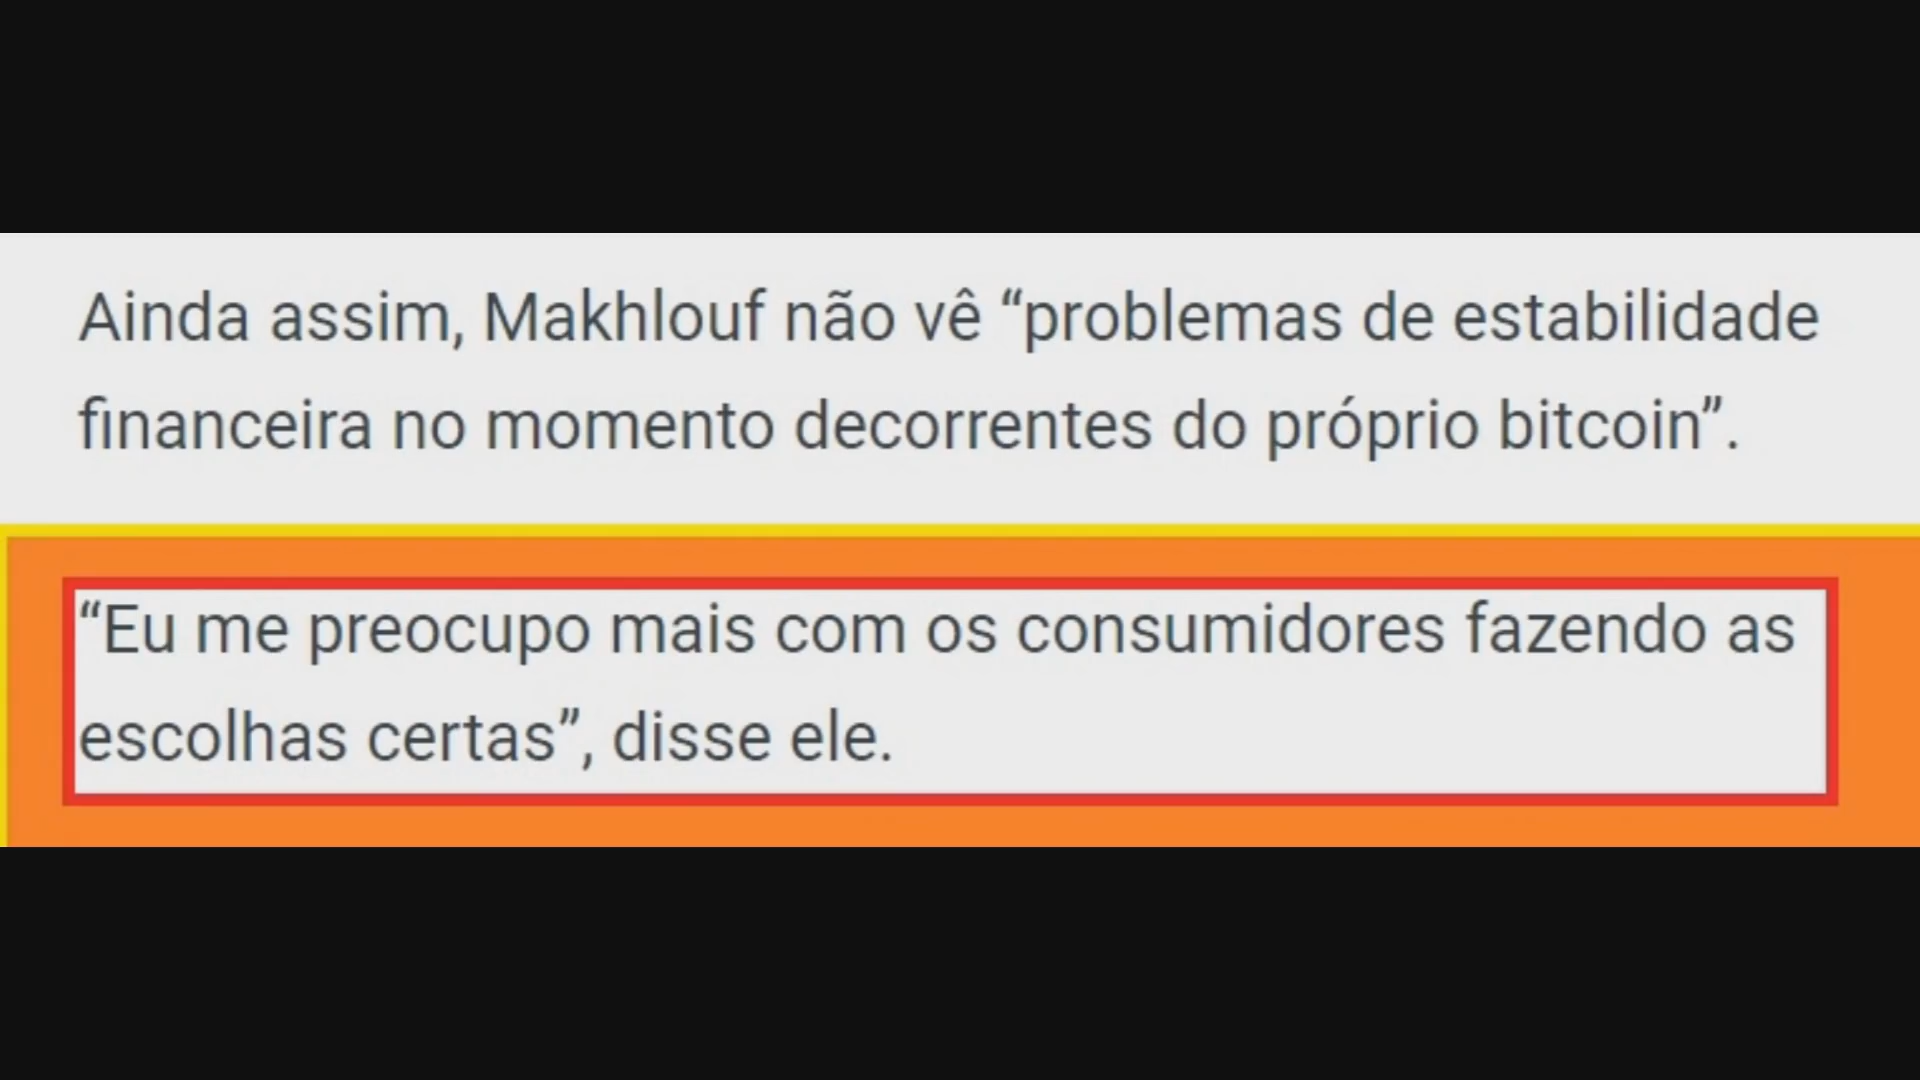 Ainda assim, Makhlouf não vê “problemas de estabilidade
financeira no momento decorrentes do próprio bitcoin”.
“Eu me preocupo mais com os consumidores fazendo as
escolhas certas”, disse ele.